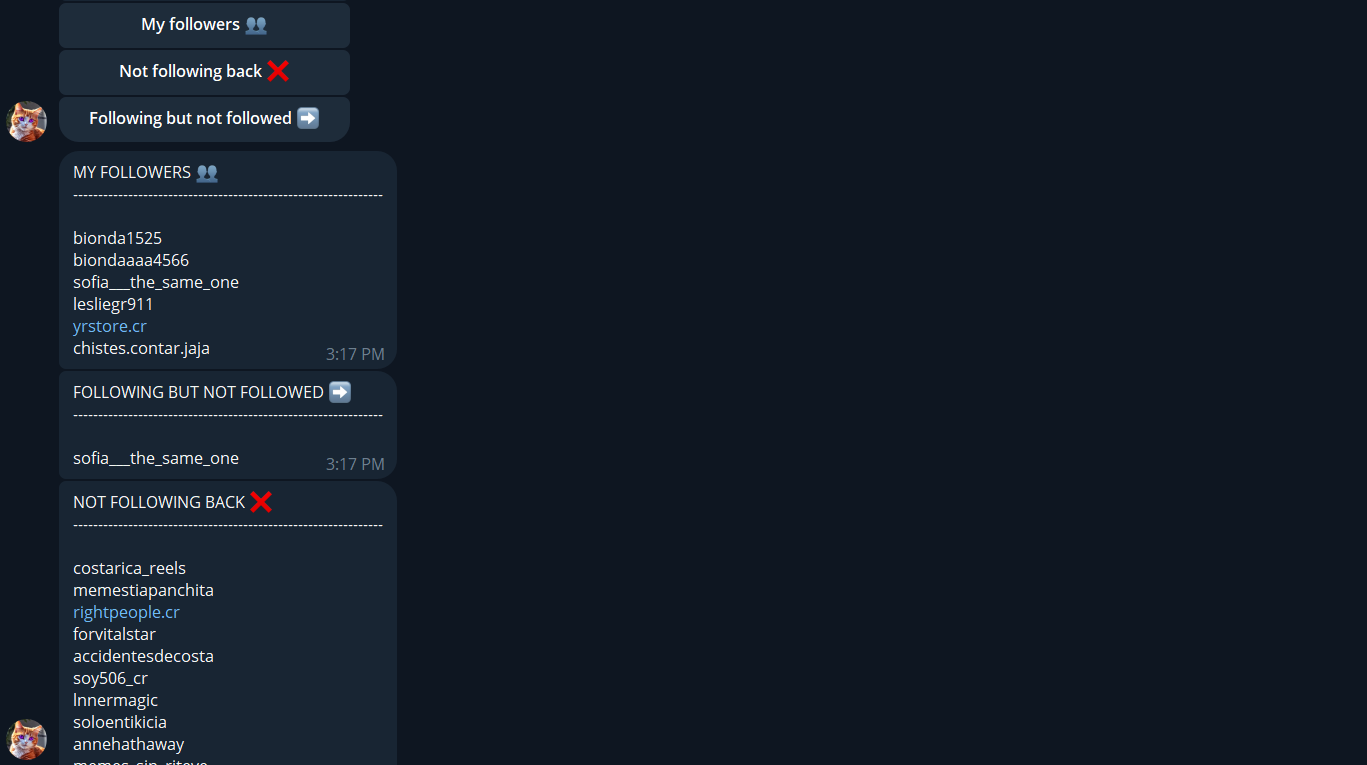 My followers 👥
Not following back ❌
Following but not followed ➡️
MY FOLLOWERS 👥
--------------------------------------------------------------
bionda1525
biondaaaa4566
sofia___the_same_one
lesliegr911
yrstore.cr
chistes.contar.jaja
3:17 PM
FOLLOWING BUT NOT FOLLOWED ➡️
--------------------------------------------------------------
sofia___the_same_one
3:17 PM
NOT FOLLOWING BACK ❌
--------------------------------------------------------------
costarica_reels
memestiapanchita
rightpeople.cr
forvitalstar
accidentesdecosta
soy506_cr
lnnermagic
soloentikicia
annehathaway